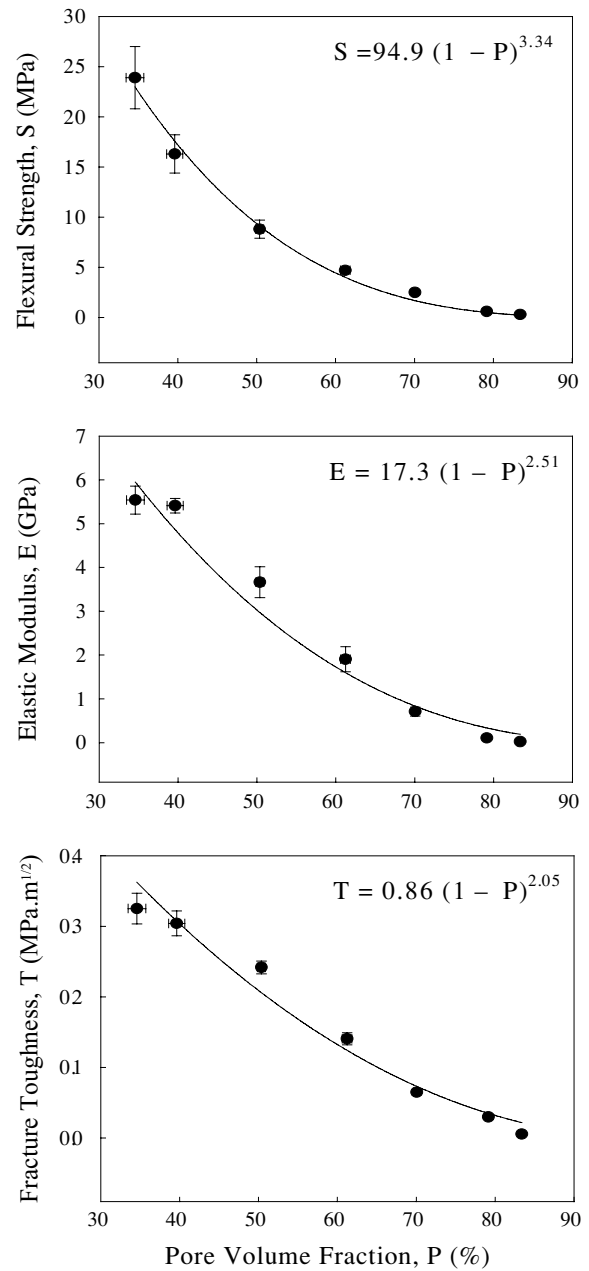 30
25
20
15
10
5
0
Flexural Strength, S (MPa)
S =94.9 (1 – P)^3.34
30 40 50 60 70 80 90
7
6
5
4
3
2
1
0
Elastic Modulus, E (GPa)
E = 17.3 (1 – P)^2.51
30 40 50 60 70 80 90
0.4
0.3
0.2
0.1
0.0
Fracture Toughness, T (MPa.m^1/2)
T = 0.86 (1 – P)^2.05
30 40 50 60 70 80 90
Pore Volume Fraction, P (%)